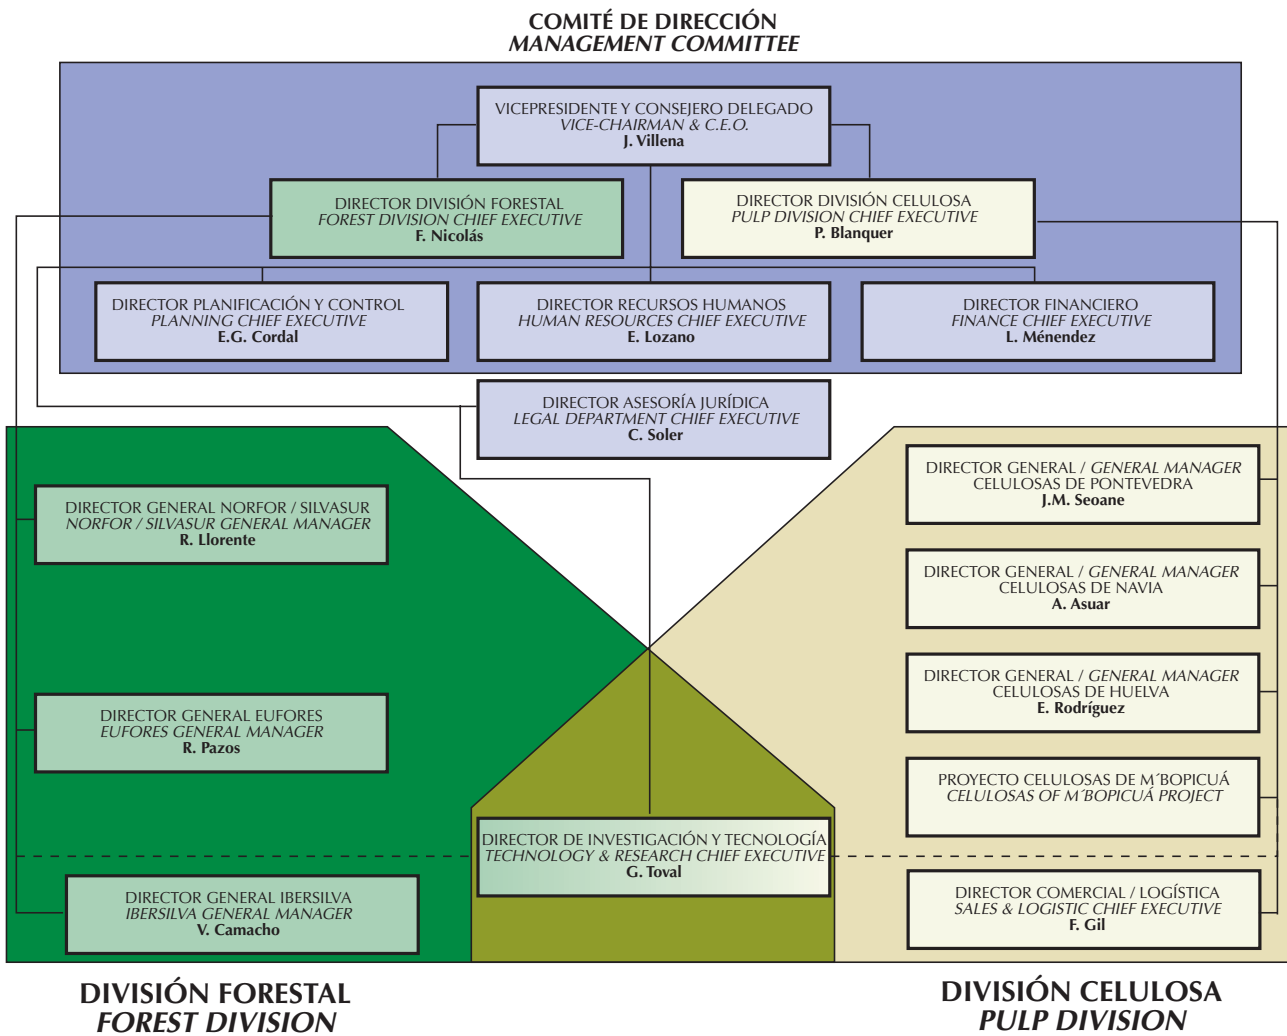 COMITÉ DE DIRECCIÓN
MANAGEMENT COMMITTEE
VICEPRESIDENTE Y CONSEJERO DELEGADO
VICE-CHAIRMAN & C.E.O.
J. Villena
DIRECTOR DIVISIÓN FORESTAL
FOREST DIVISION CHIEF EXECUTIVE
F. Nicolás
DIRECTOR DIVISIÓN CELULOSA
PULP DIVISION CHIEF EXECUTIVE
P. Blanquer
DIRECTOR PLANIFICACIÓN Y CONTROL
PLANNING CHIEF EXECUTIVE
E.G. Cordal
DIRECTOR RECURSOS HUMANOS
HUMAN RESOURCES CHIEF EXECUTIVE
E. Lozano
DIRECTOR FINANCIERO
FINANCE CHIEF EXECUTIVE
L. Ménendez
DIRECTOR ASESORÍA JURÍDICA
LEGAL DEPARTMENT CHIEF EXECUTIVE
C. Soler
DIRECTOR GENERAL NORFOR / SILVASUR
NORFOR / SILVASUR GENERAL MANAGER
R. Llorente
DIRECTOR GENERAL EUFORES
EUFORES GENERAL MANAGER
R. Pazos
DIRECTOR GENERAL IBERSILVA
IBERSILVA GENERAL MANAGER
V. Camacho
DIRECTOR DE INVESTIGACIÓN Y TECNOLOGÍA
TECHNOLOGY & RESEARCH CHIEF EXECUTIVE
G. Toval
DIRECTOR GENERAL / GENERAL MANAGER
CELULOSAS DE PONTEVEDRA
J.M. Seoane
DIRECTOR GENERAL / GENERAL MANAGER
CELULOSAS DE NAVIA
A. Asuar
DIRECTOR GENERAL / GENERAL MANAGER
CELULOSAS DE HUELVA
E. Rodríguez
PROYECTO CELULOSAS DE M´BOPICUÁ
CELULOSAS OF M´BOPICUÁ PROJECT
DIRECTOR COMERCIAL / LOGÍSTICA
SALES & LOGISTIC CHIEF EXECUTIVE
F. Gil
DIVISIÓN FORESTAL
FOREST DIVISION
DIVISIÓN CELULOSA
PULP DIVISION